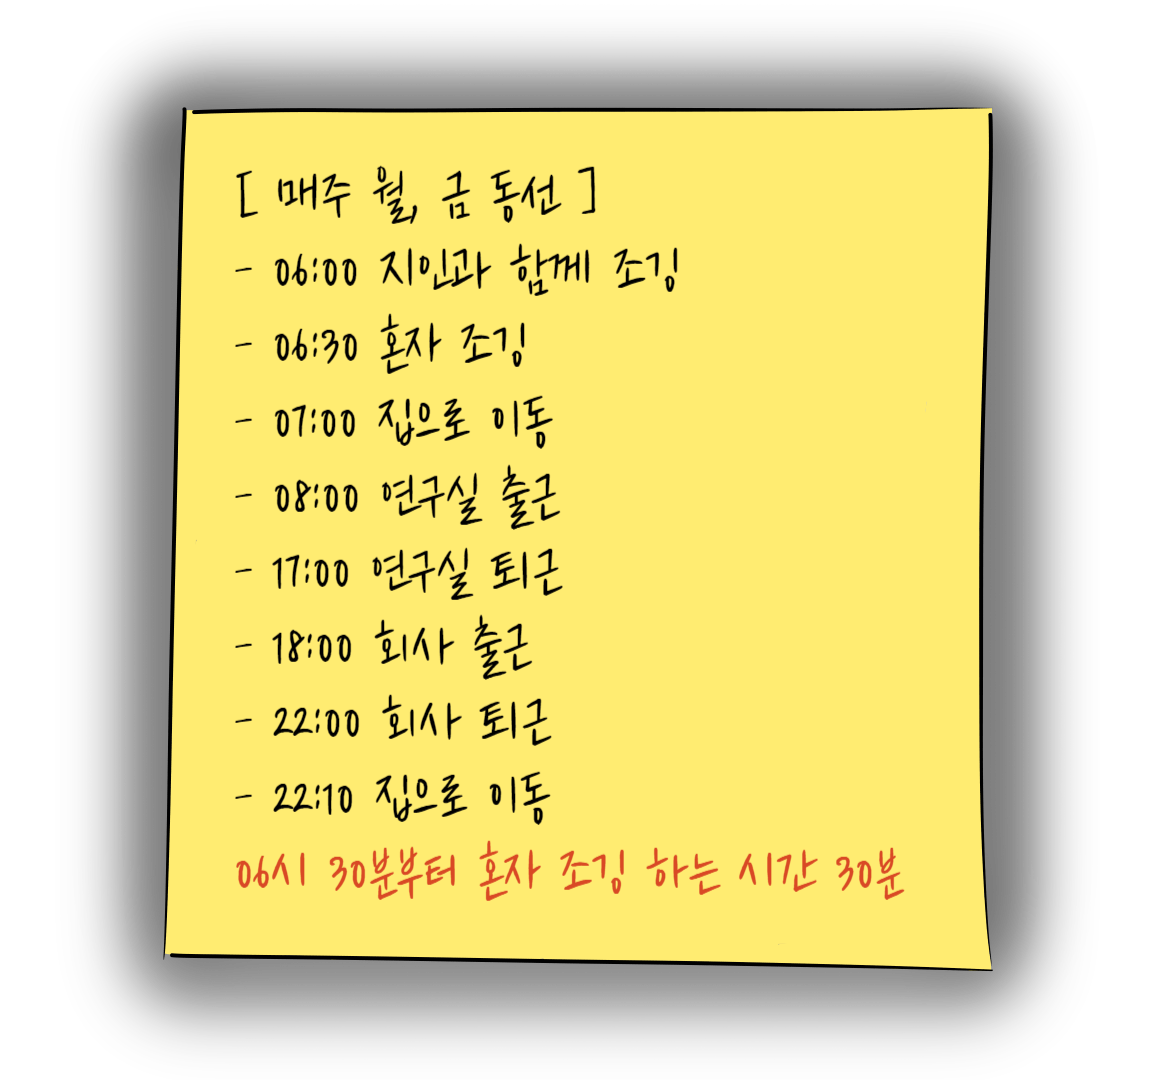 [ 매주 월, 금 동선 ]
- 06:00 지인과 함께 조깅
- 06:30 혼자 조깅
- 07:00 집으로 이동
- 08:00 연구실 출근
- 17:00 연구실 퇴근
- 18:00 회사 출근
- 22:00 회사 퇴근
- 22:10 집으로 이동
06시 30분부터 혼자 조깅 하는 시간 30분